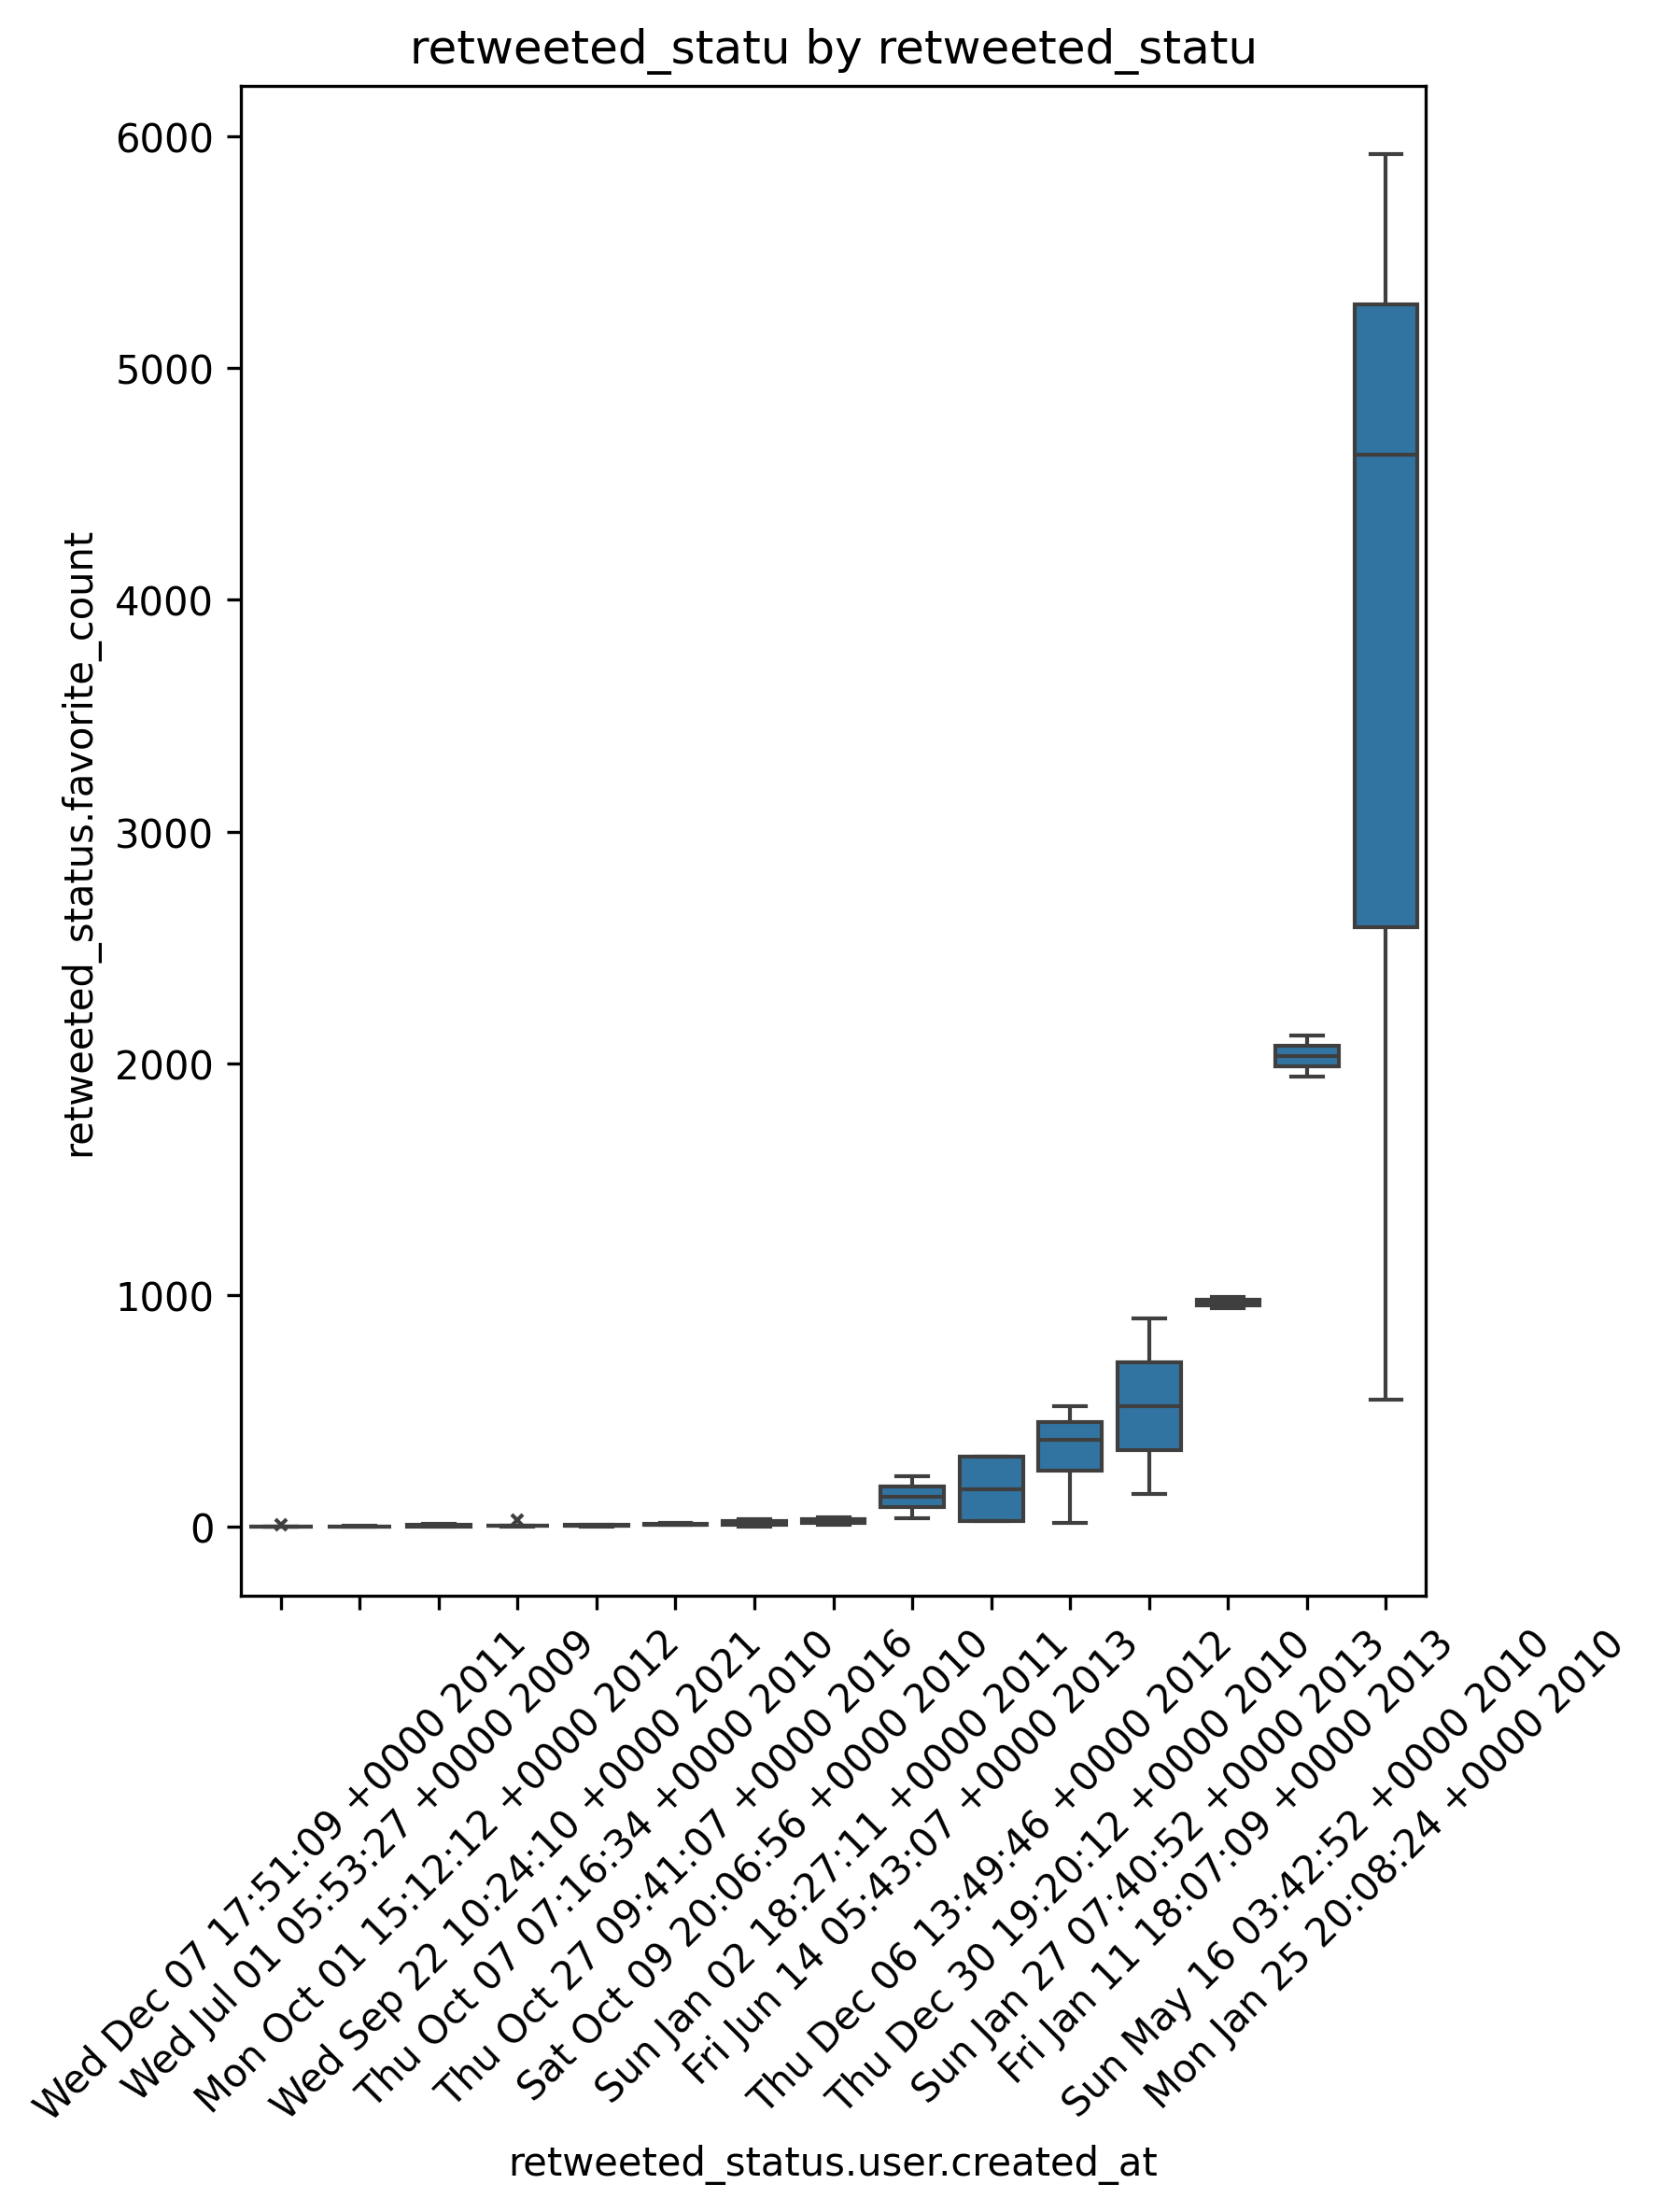 retweeted_statu by retweeted_statu
retweeted_status.favorite_count
6000
5000
4000
3000
2000
1000
0
Wed Dec 07 17:51:09 +0000 2011
Wed Jul 01 05:53:27 +0000 2009
Mon Oct 01 15:12:12 +0000 2012
Wed Sep 22 10:24:10 +0000 2021
Thu Oct 07 07:16:34 +0000 2010
Thu Oct 27 09:41:07 +0000 2016
Sat Oct 09 20:06:56 +0000 2010
Sun Jan 02 18:27:11 +0000 2011
Fri Jun 14 05:43:07 +0000 2013
Thu Dec 06 13:49:46 +0000 2012
Thu Dec 30 19:20:12 +0000 2010
Sun Jan 27 07:40:52 +0000 2013
Fri Jan 11 18:07:09 +0000 2013
Sun May 16 03:42:52 +0000 2010
Mon Jan 25 20:08:24 +0000 2010
retweeted_status.user.created_at